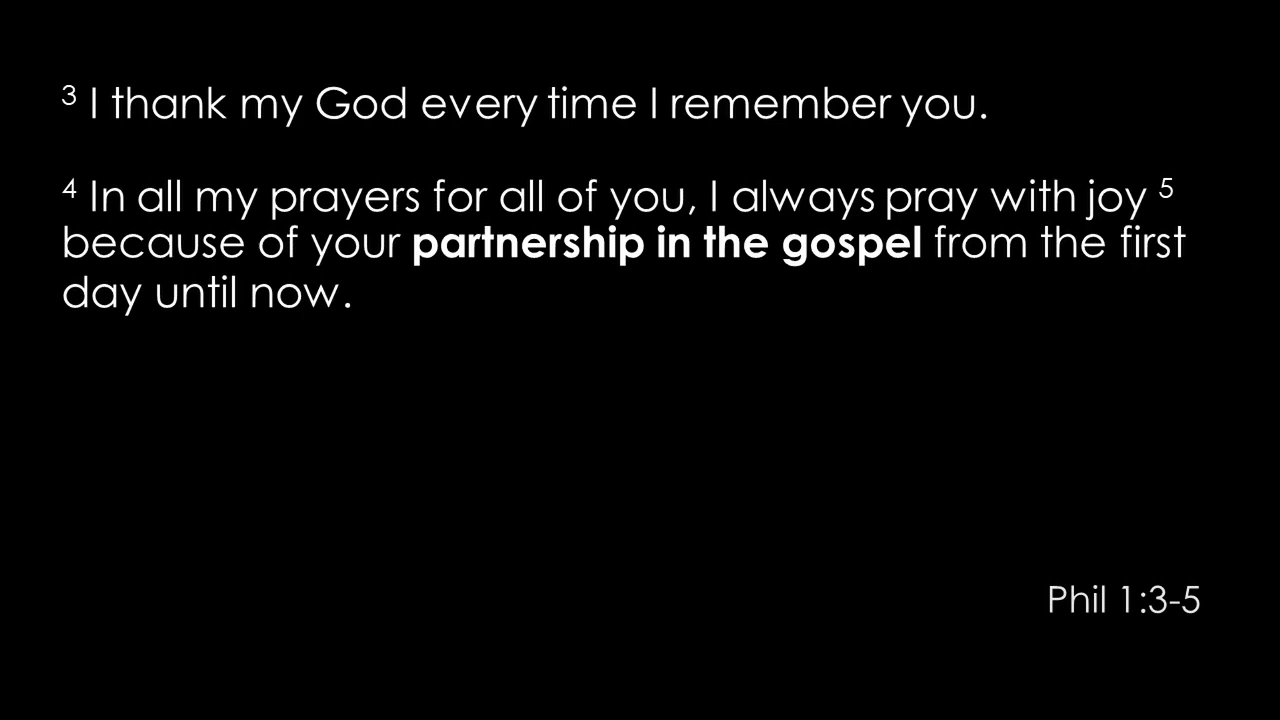 3 I thank my God every time I remember you.
4 In all my prayers for all of you, I always pray with joy 5
because of your partnership in the gospel from the first
day until now.
Phil 1:3-5